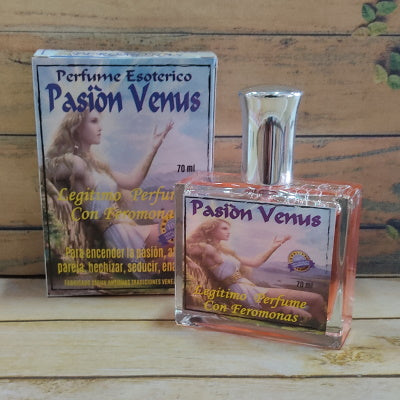 Perfume Esoterico
Pasiòn Venus
70 ml
Legitimo Perfume
Con Feromonas
Para encender la pasión,
pareja, hechizar, seducir,
TRADICIONES
Pasiòn Venus
70 ml
Legitimo Perfume
Con Feromonas